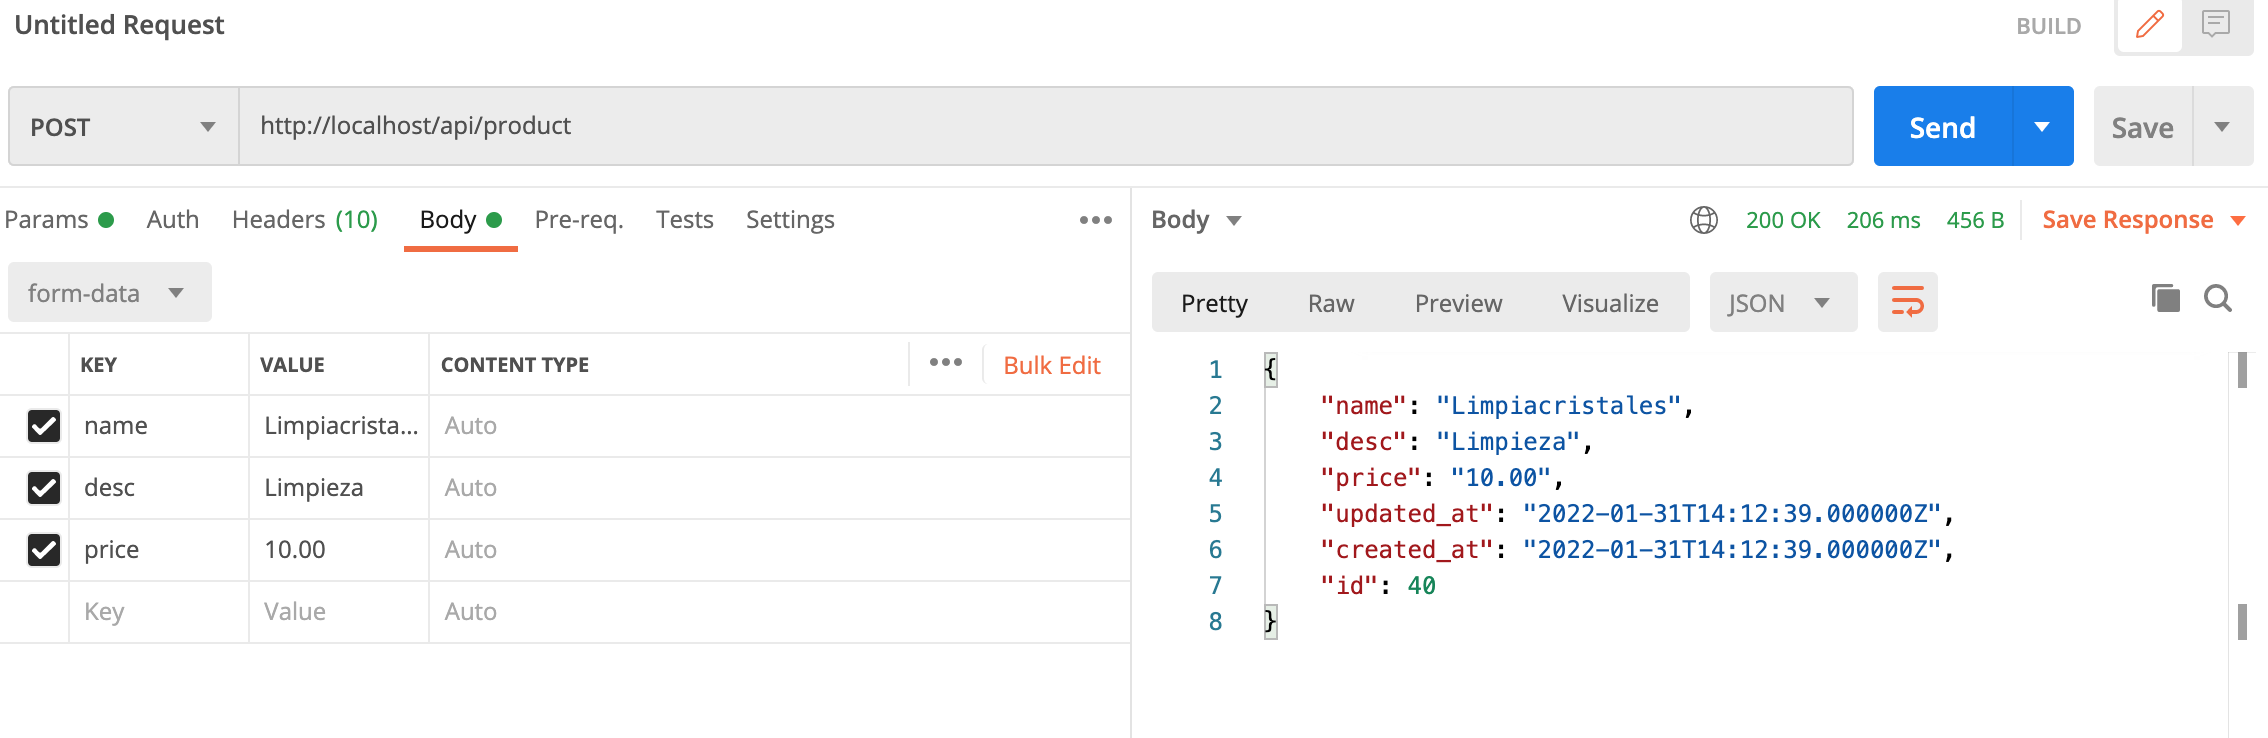 Untitled Request
BUILD
POST http://localhost/api/product Send Save
Params Auth Headers (10) Body Pre-req. Tests Settings •••
form-data
KEY VALUE CONTENT TYPE ••• Bulk Edit
name Limpiacrista... Auto
desc Limpieza Auto
price 10.00 Auto
Key Value Auto
Body 200 OK 206 ms 456 B Save Response
Pretty Raw Preview Visualize JSON
1 {
2 "name": "Limpiacristales",
3 "desc": "Limpieza",
4 "price": "10.00",
5 "updated_at": "2022-01-31T14:12:39.000000Z",
6 "created_at": "2022-01-31T14:12:39.000000Z",
7 "id": 40
8 }